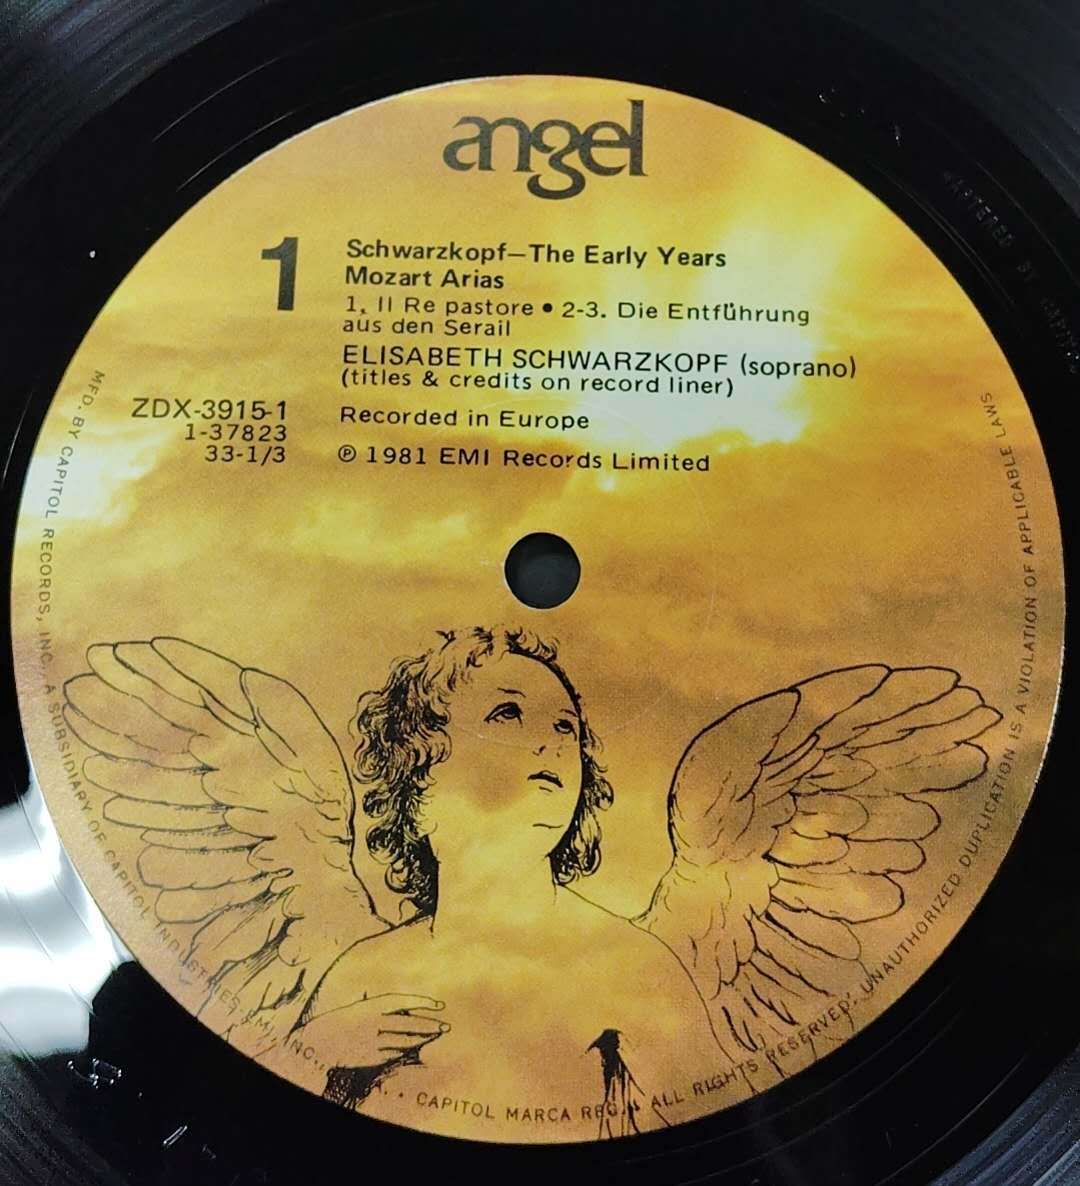 angel
1
Schwarzkopf—The Early Years
Mozart Arias
1, Il Re pastore • 2-3. Die Entführung
aus den Serail
ELISABETH SCHWARZKOPF (soprano)
(titles & credits on record liner)
ZDX-3915-1
1-37823
33-1/3
Recorded in Europe
℗ 1981 EMI Records Limited
MFD. BY CAPITOL RECORDS, INC., A SUBSIDIARY OF CAPITOL INDUSTRIES-EMI, INC., • CAPITOL MARCA REG. • ALL RIGHTS RESERVED. UNAUTHORIZED DUPLICATION IS A VIOLATION OF APPLICABLE LAWS